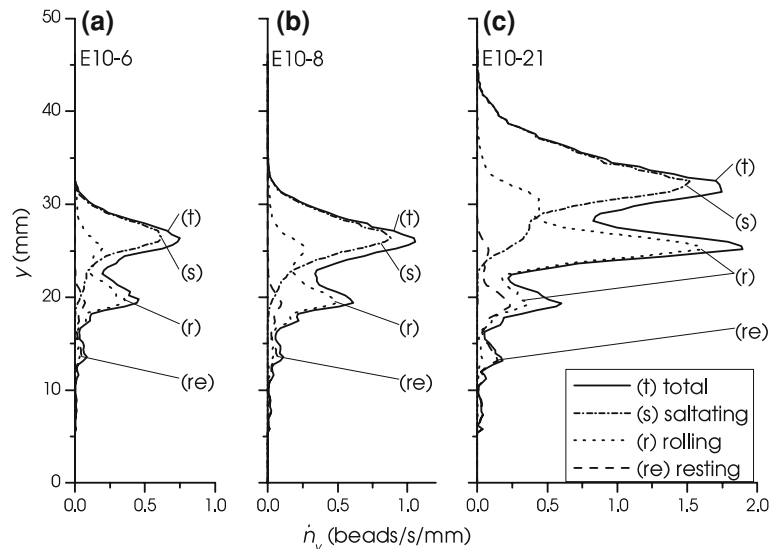 (a)
(b)
(c)
E10-6
E10-8
E10-21
50
40
30
20
10
0
y (mm)
(t)
(s)
(r)
(re)
(t)
(s)
(r)
(re)
(t)
(s)
(r)
(re)
(t) total
(s) saltating
(r) rolling
(re) resting
0.0 0.5 1.0
0.0 0.5 1.0
0.0 0.5 1.0 1.5 2.0
ṅy (beads/s/mm)